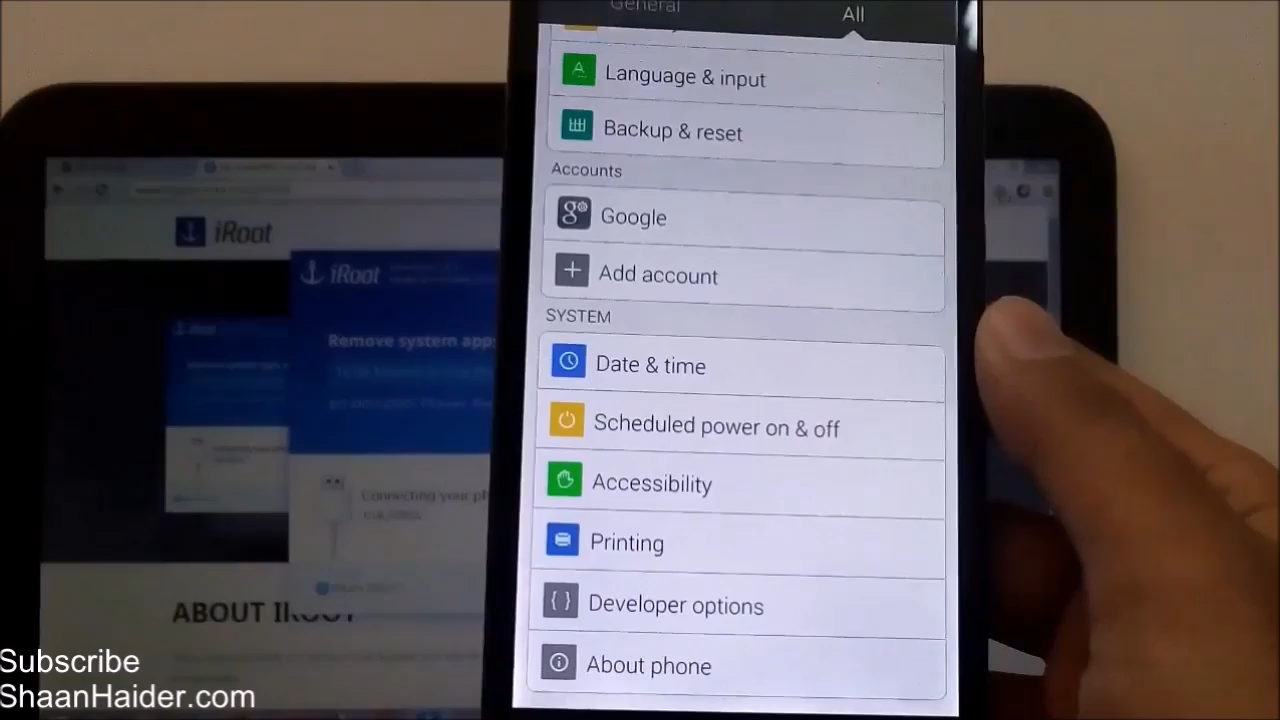 General
All
Language & input
Backup & reset
Accounts
Google
Add account
SYSTEM
Date & time
Scheduled power on & off
Accessibility
Printing
Developer options
About phone
iRoot
iRoot
Remove system apps
Connecting your ph
ABOUT IROOT
Subscribe
ShaanHaider.com